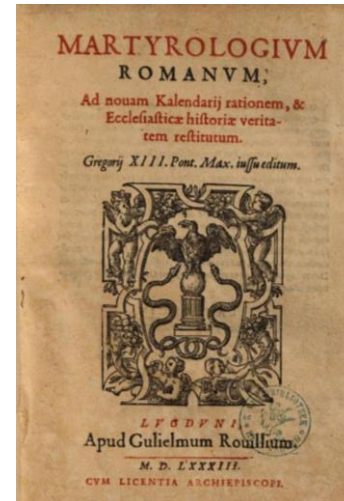 MARTYROLOGIVM
ROMANVM,
Ad nouam Kalendarij rationem, &
Ecclesiasticæ historiæ verita-
tem restitutum.
Gregorij XIII. Pont. Max. iussu editum.
LVGDVNI,
Apud Gulielmum Rouillium.
M. D. LXXXIII.
CVM LICENTIA ARCHIEPISCOPI.